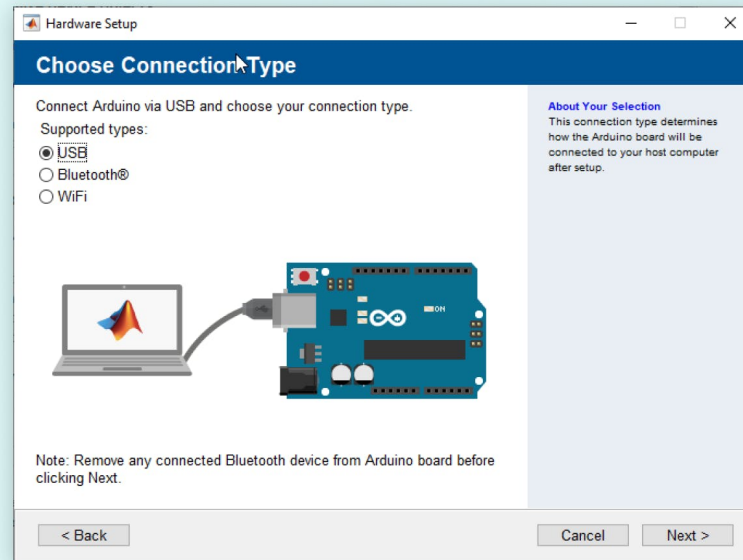 Hardware Setup
Choose Connection Type
Connect Arduino via USB and choose your connection type.
Supported types:
USB
Bluetooth®
WiFi
ON
Note: Remove any connected Bluetooth device from Arduino board before
clicking Next.
About Your Selection
This connection type determines
how the Arduino board will be
connected to your host computer
after setup.
< Back
Cancel
Next >